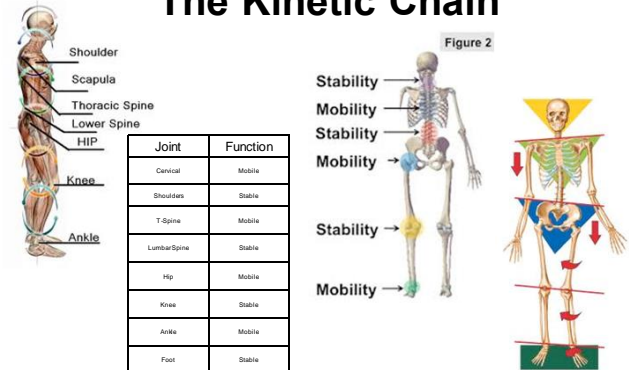 The Kinetic Chain
Shoulder
Scapula
Thoracic Spine
Lower Spine
HIP
Knee
Ankle
Joint Function
Cervical Mobile
Shoulders Stable
T-Spine Mobile
LumbarSpine Stable
Hip Mobile
Knee Stable
Ankle Mobile
Foot Stable
Figure 2
Stability
Mobility
Stability
Mobility
Stability
Mobility